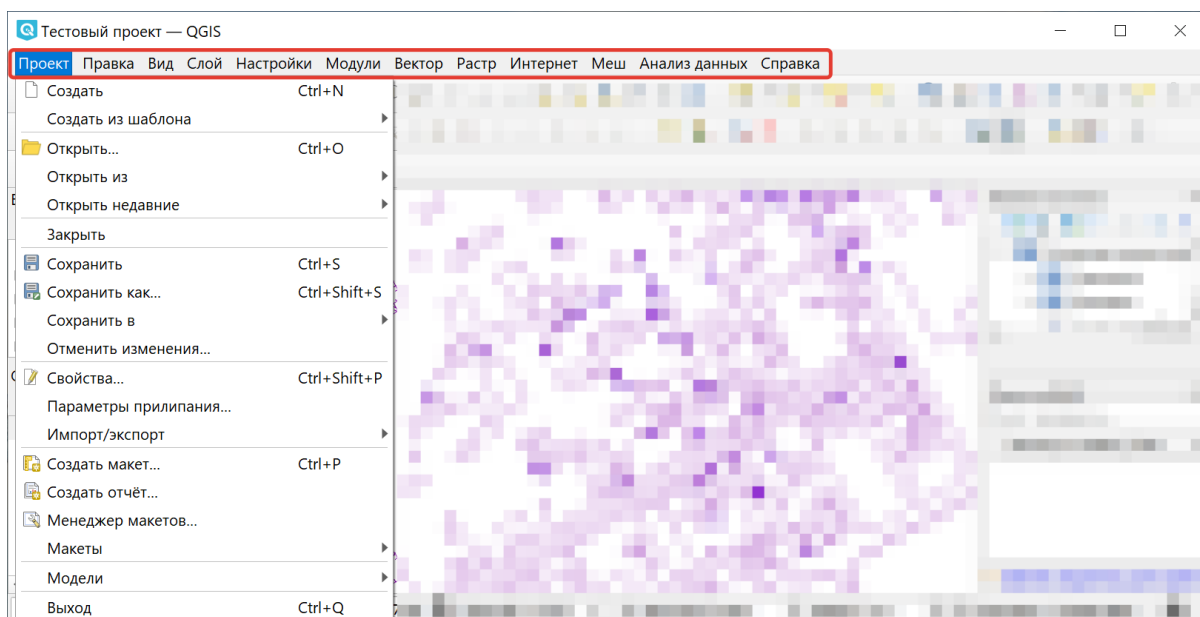 Тестовый проект — QGIS
Проект Правка Вид Слой Настройки Модули Вектор Растр Интернет Меш Анализ данных Справка
Создать Ctrl+N
Создать из шаблона
Открыть... Ctrl+O
Открыть из
Открыть недавние
Закрыть
Сохранить Ctrl+S
Сохранить как... Ctrl+Shift+S
Сохранить в
Отменить изменения...
Свойства... Ctrl+Shift+P
Параметры прилипания...
Импорт/экспорт
Создать макет... Ctrl+P
Создать отчёт...
Менеджер макетов...
Макеты
Модели
Выход Ctrl+Q